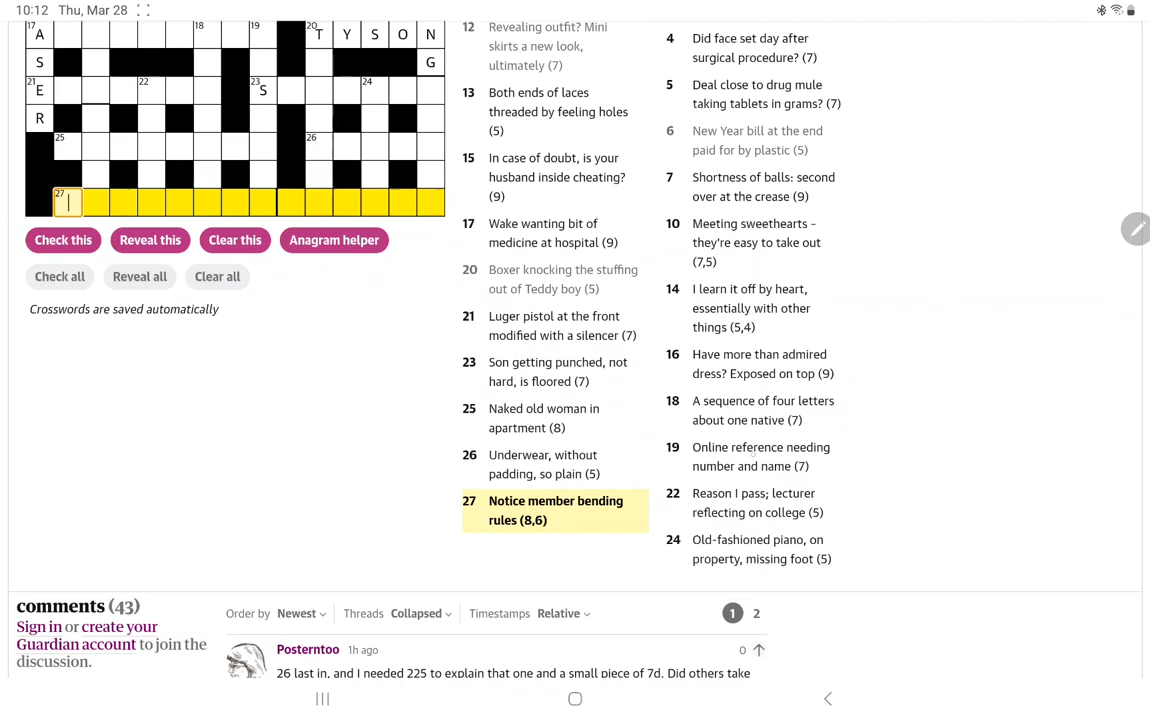 10:12 Thu, Mar 28
17 A 18 19 20 T Y S O N
S G
21 E 22 23 S 24
R
25 26
27
Check this Reveal this Clear this Anagram helper
Check all Reveal all Clear all
Crosswords are saved automatically
12 Revealing outfit? Mini
skirts a new look,
ultimately (7)
13 Both ends of laces
threaded by feeling holes
(5)
15 In case of doubt, is your
husband inside cheating?
(9)
17 Wake wanting bit of
medicine at hospital (9)
20 Boxer knocking the stuffing
out of Teddy boy (5)
21 Luger pistol at the front
modified with a silencer (7)
23 Son getting punched, not
hard, is floored (7)
25 Naked old woman in
apartment (8)
26 Underwear, without
padding, so plain (5)
27 Notice member bending
rules (8,6)
4 Did face set day after
surgical procedure? (7)
5 Deal close to drug mule
taking tablets in grams? (7)
6 New Year bill at the end
paid for by plastic (5)
7 Shortness of balls: second
over at the crease (9)
10 Meeting sweethearts -
they're easy to take out
(7,5)
14 I learn it off by heart,
essentially with other
things (5,4)
16 Have more than admired
dress? Exposed on top (9)
18 A sequence of four letters
about one native (7)
19 Online reference needing
number and name (7)
22 Reason I pass; lecturer
reflecting on college (5)
24 Old-fashioned piano, on
property, missing foot (5)
comments (43)
Sign in or create your
Guardian account to join the
discussion.
Order by Newest Threads Collapsed Timestamps Relative 1 2
Posterntoo 1h ago 0
26 last in, and I needed 225 to explain that one and a small piece of 7d. Did others take